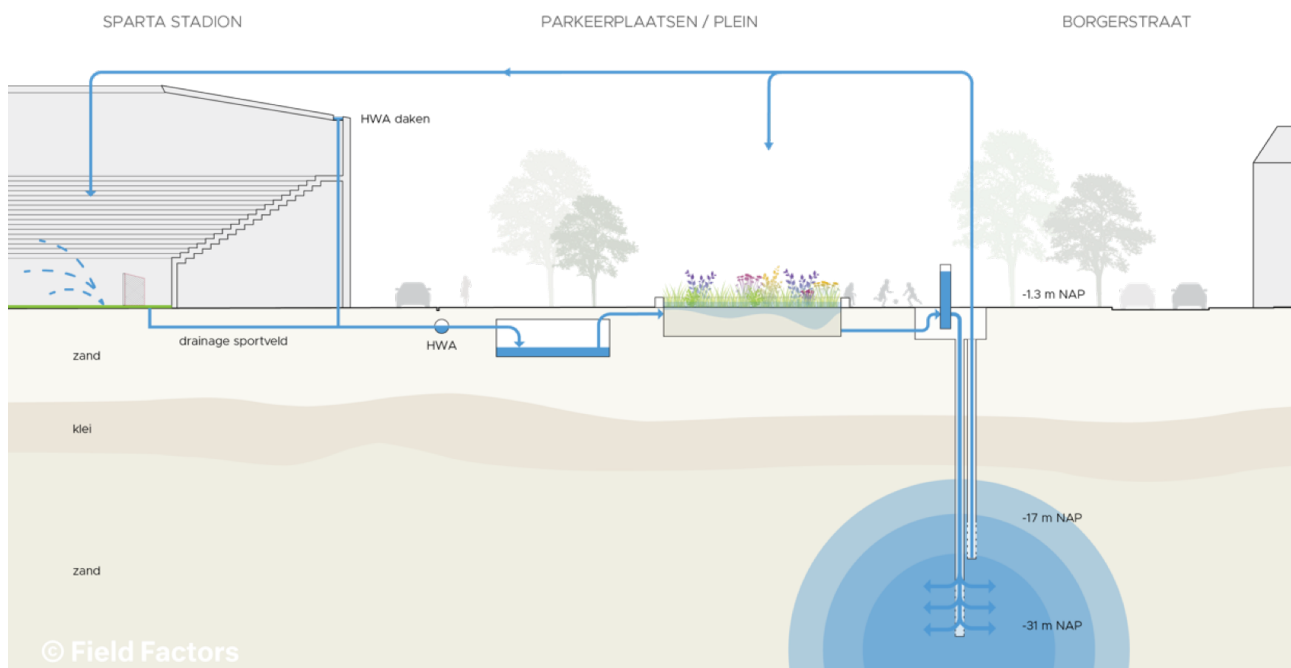 SPARTA STADION
PARKEERPLAATSEN / PLEIN
BORGERSTRAAT
HWA daken
-1.3 m NAP
drainage sportveld
HWA
zand
klei
-17 m NAP
zand
-31 m NAP
© Field Factors